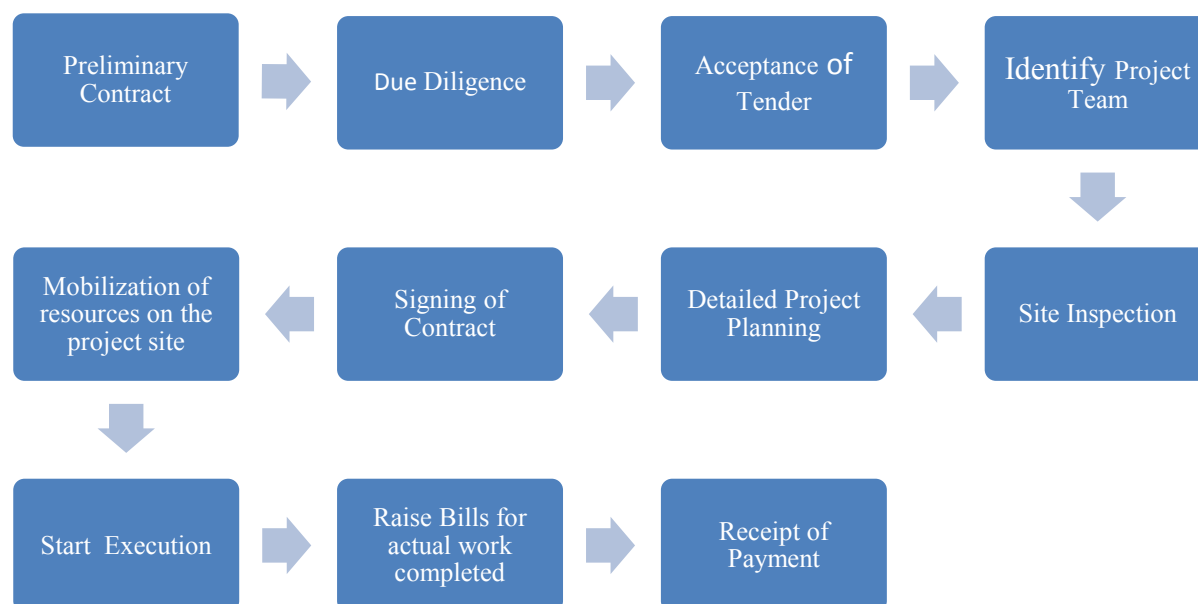 Preliminary
Contract
Due Diligence
Acceptance of
Tender
Identify Project
Team
Site Inspection
Detailed Project
Planning
Signing of
Contract
Mobilization of
resources on the
project site
Start Execution
Raise Bills for
actual work
completed
Receipt of
Payment